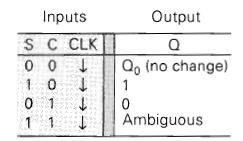 Inputs Output
S C CLK Q
0 0 ↓ Q₀ (no change)
1 0 ↓ 1
0 1 ↓ 0
1 1 ↓ Ambiguous